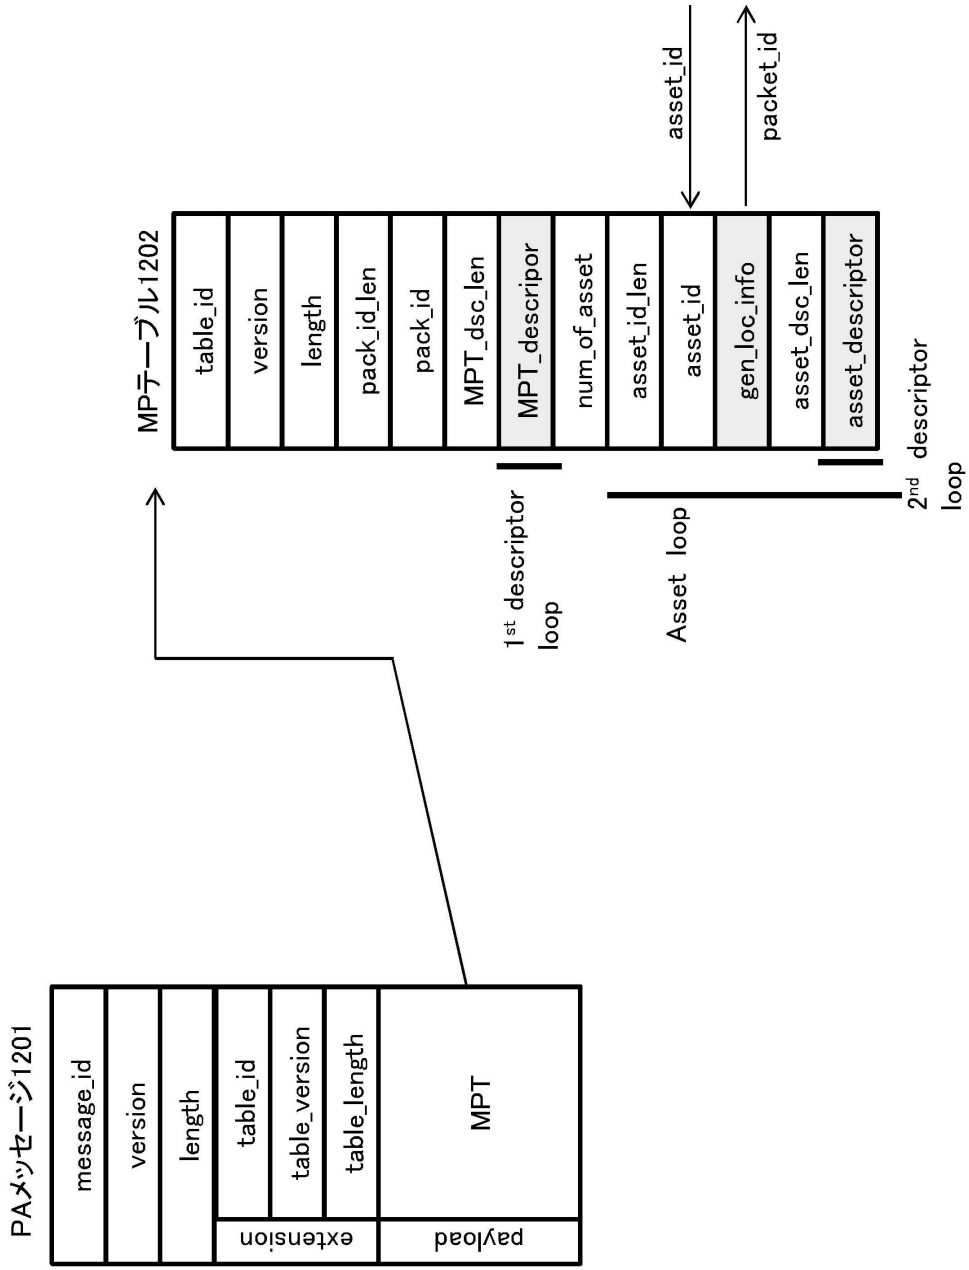 PAメッセージ1201
message_id
version
length
extension
table_id
table_version
table_length
payload
MPT
MPテーブル1202
table_id
version
length
pack_id_len
pack_id
MPT_dsc_len
MPT_descripor
num_of_asset
asset_id_len
asset_id
gen_loc_info
asset_dsc_len
asset_descriptor
1st descriptor
loop
Asset loop
2nd descriptor
loop
asset_id
packet_id